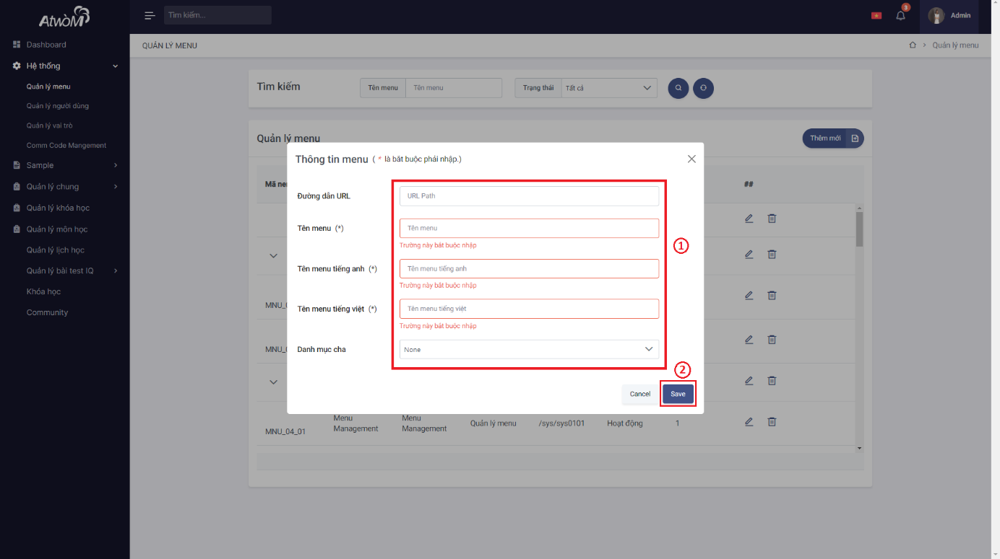 AtwoM
Tìm kiếm...
3
Admin
Dashboard
Hệ thống
Quản lý menu
Quản lý người dùng
Quản lý vai trò
Comm Code Mangement
Sample
Quản lý chung
Quản lý khóa học
Quản lý môn học
Quản lý lịch học
Quản lý bài test IQ
Khóa học
Community
QUẢN LÝ MENU
Quản lý menu
Tìm kiếm
Tên menu
Tên menu
Trạng thái
Tất cả
Quản lý menu
Thêm mới
##
Thông tin menu ( * là bắt buộc phải nhập.)
Đường dẫn URL
URL Path
Tên menu (*)
Tên menu
Trường này bắt buộc nhập
1
Tên menu tiếng anh (*)
Tên menu tiếng anh
Trường này bắt buộc nhập
Tên menu tiếng việt (*)
Tên menu tiếng việt
Trường này bắt buộc nhập
Danh mục cha
None
2
Cancel
Save
MNU_04_01
Menu Management
Menu Management
Quản lý menu
/sys/sys0101
Hoạt động
1